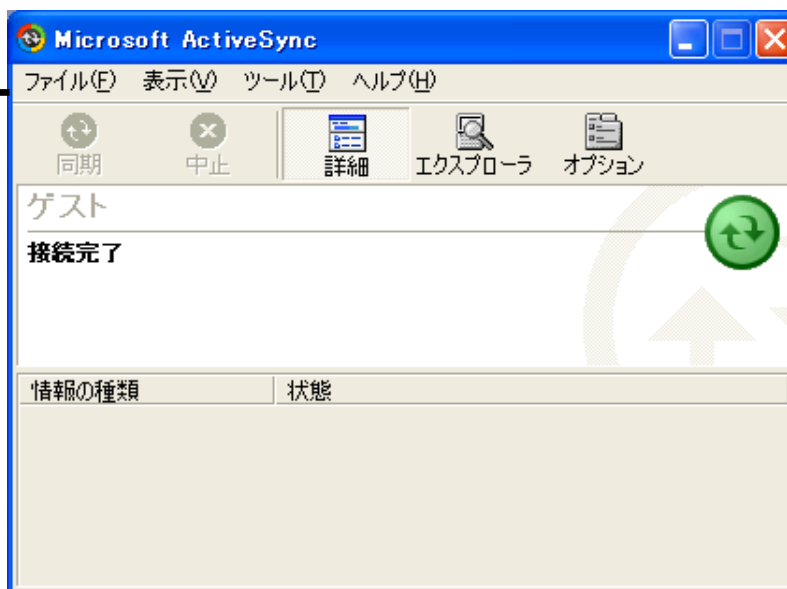 Microsoft ActiveSync
ファイル(F) 表示(V) ツール(T) ヘルプ(H)
同期 中止 詳細 エクスプローラ オプション
ゲスト
接続完了
情報の種類 状態